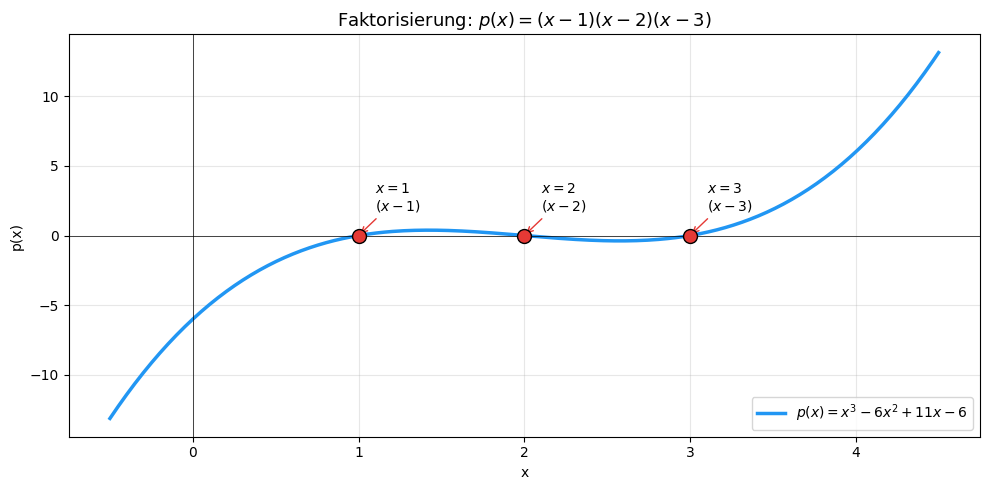 Faktorisierung: p(x) = (x − 1)(x − 2)(x − 3)
p(x)
10
5
0
−5
−10
x = 1
(x − 1)
x = 2
(x − 2)
x = 3
(x − 3)
p(x) = x³ − 6x² + 11x − 6
0
1
2
3
4
x